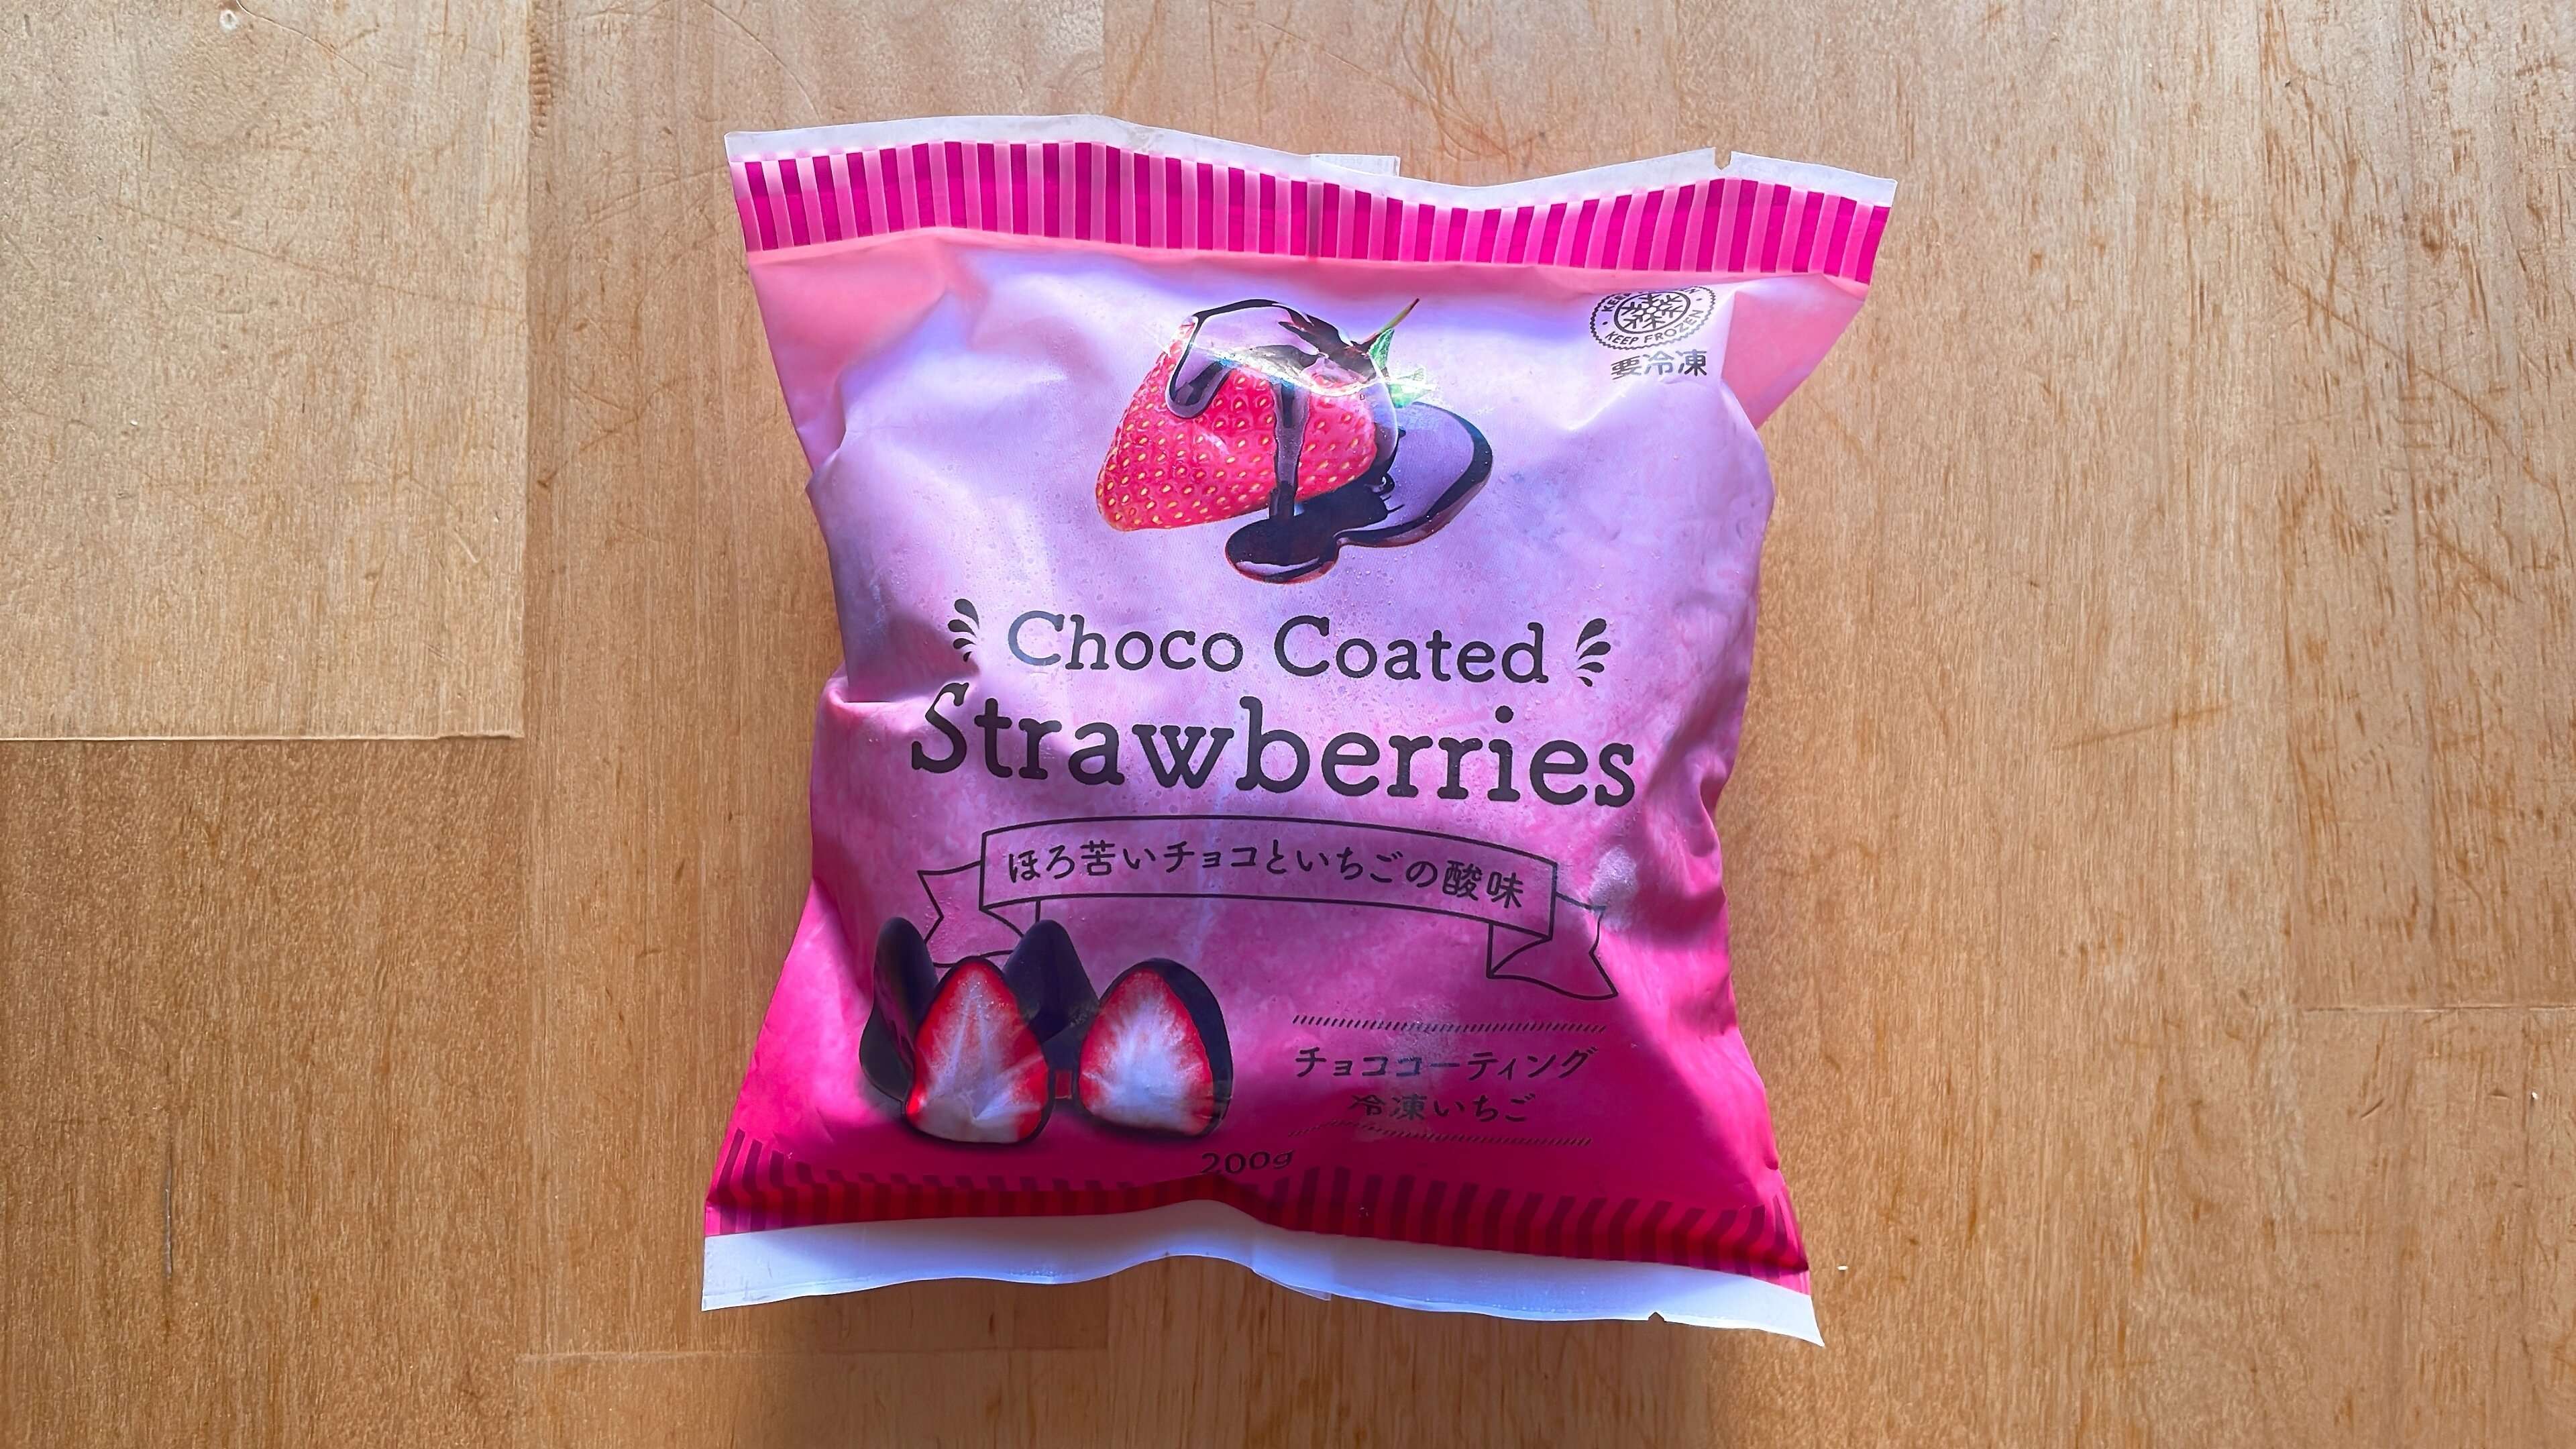 KEEP FROZEN
要冷凍
Choco Coated
Strawberries
ほろ苦いチョコといちごの酸味
チョココーティング
冷凍いちご
200g